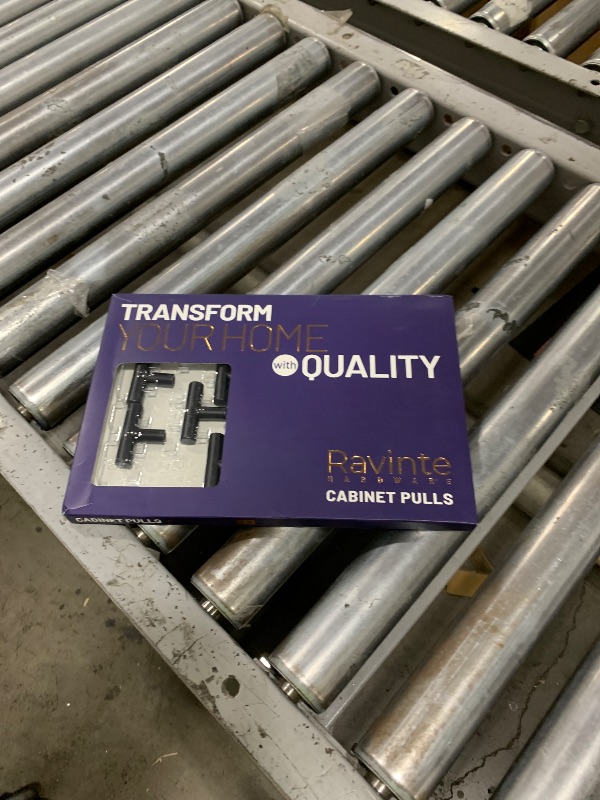 TRANSFORM
YOUR HOME
with QUALITY
Ravinte
HARDWARE
CABINET PULLS
CABINET PULLS